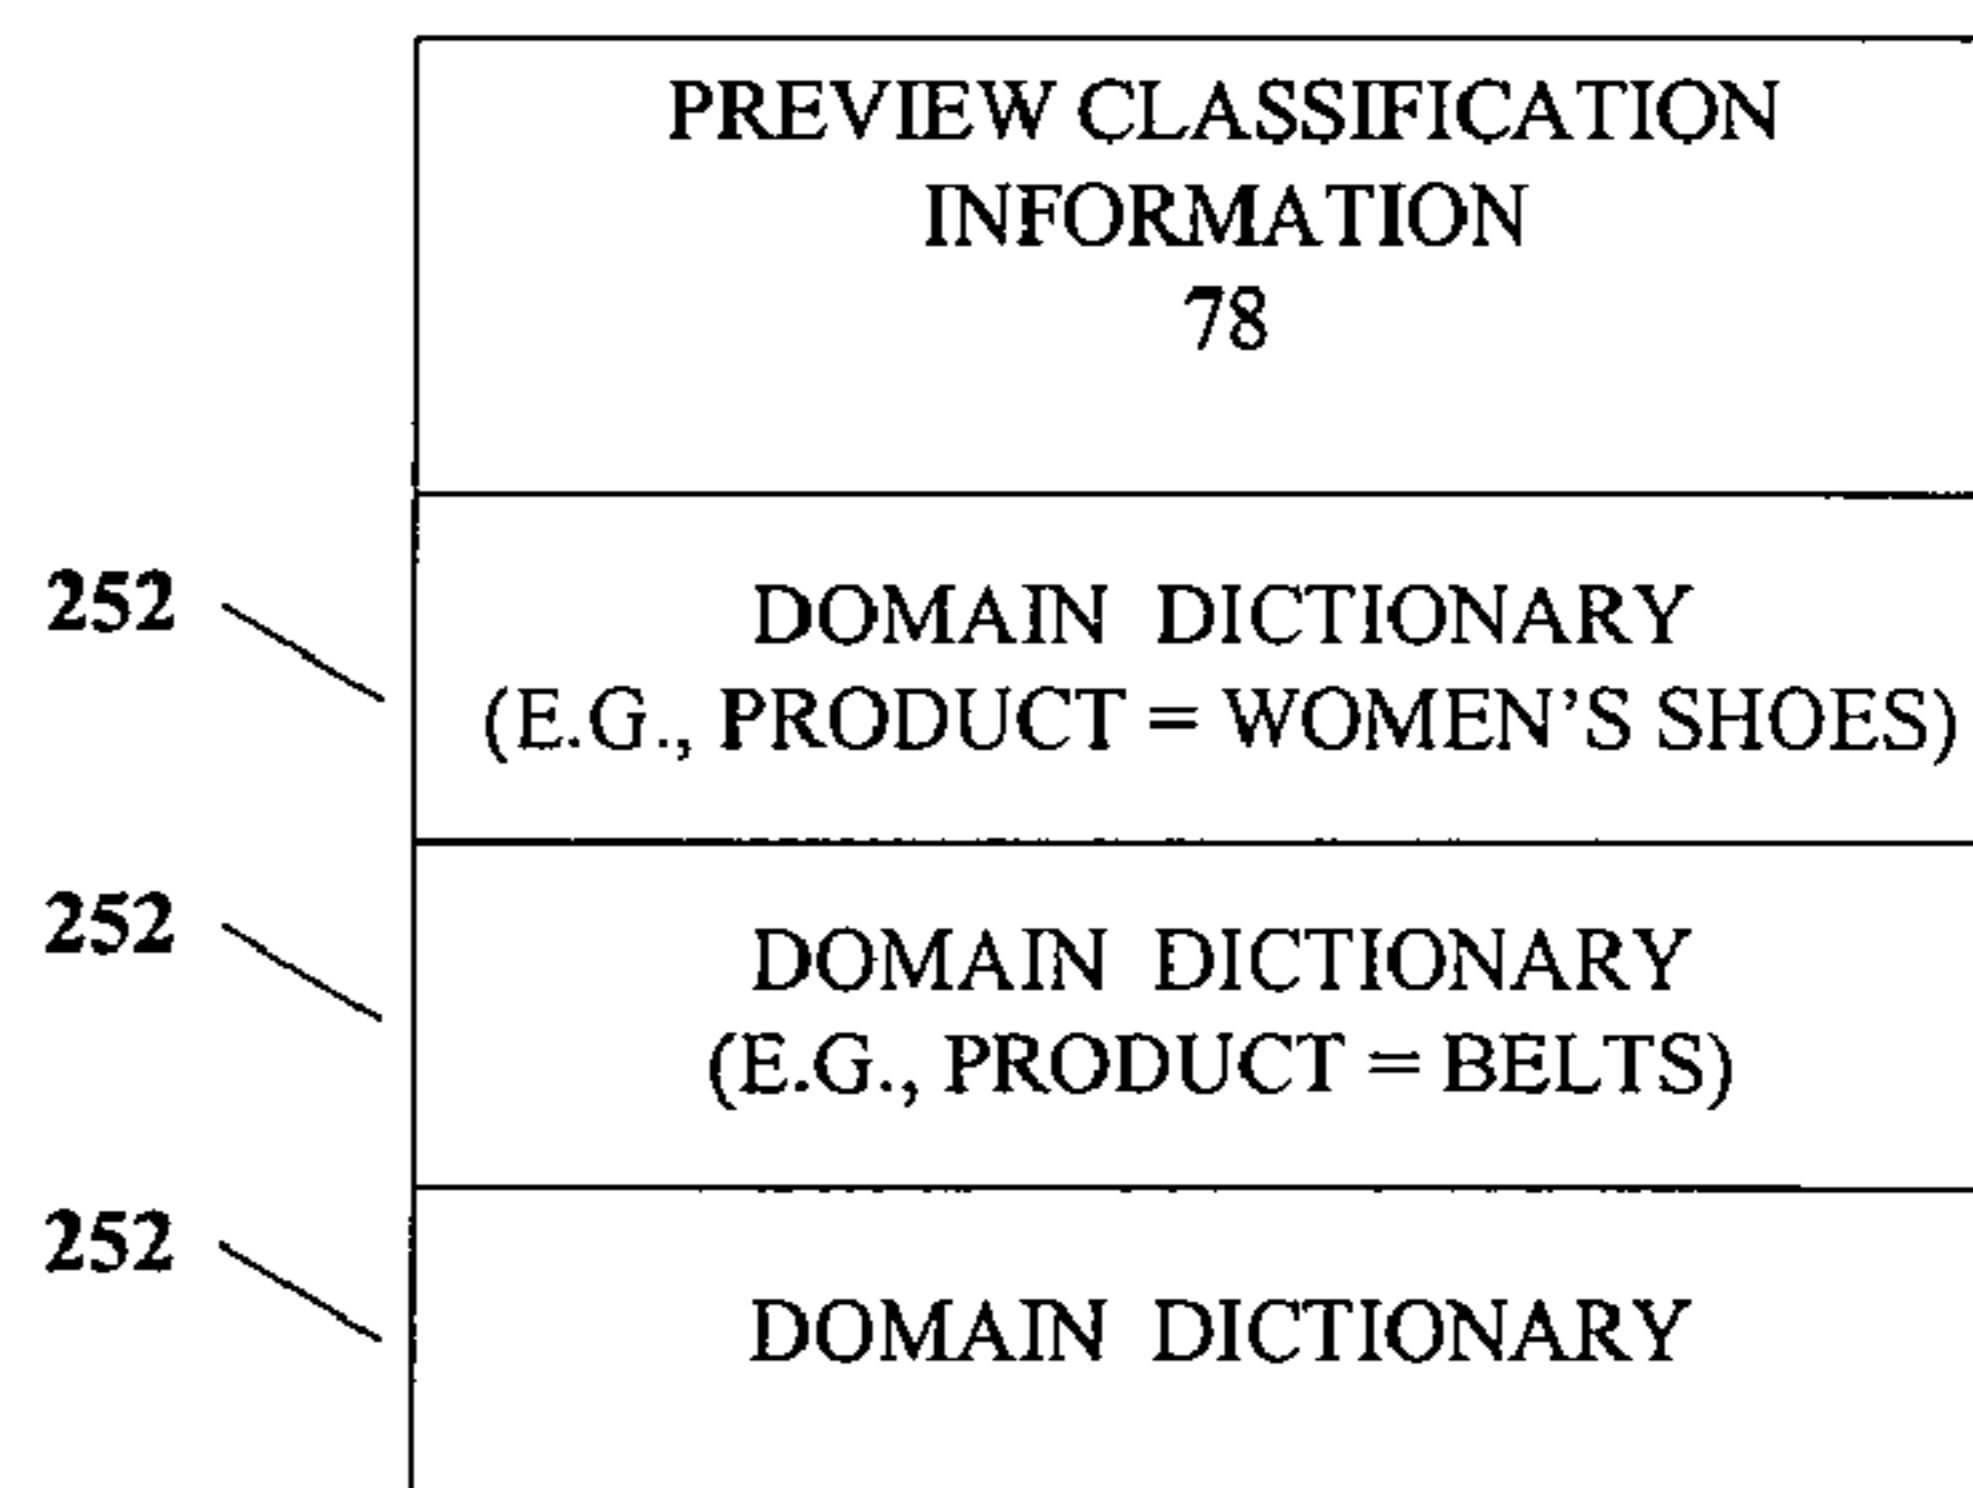 PREVIEW CLASSIFICATION
INFORMATION
78
252
DOMAIN DICTIONARY
(E.G., PRODUCT = WOMEN’S SHOES)
252
DOMAIN DICTIONARY
(E.G., PRODUCT = BELTS)
252
DOMAIN DICTIONARY